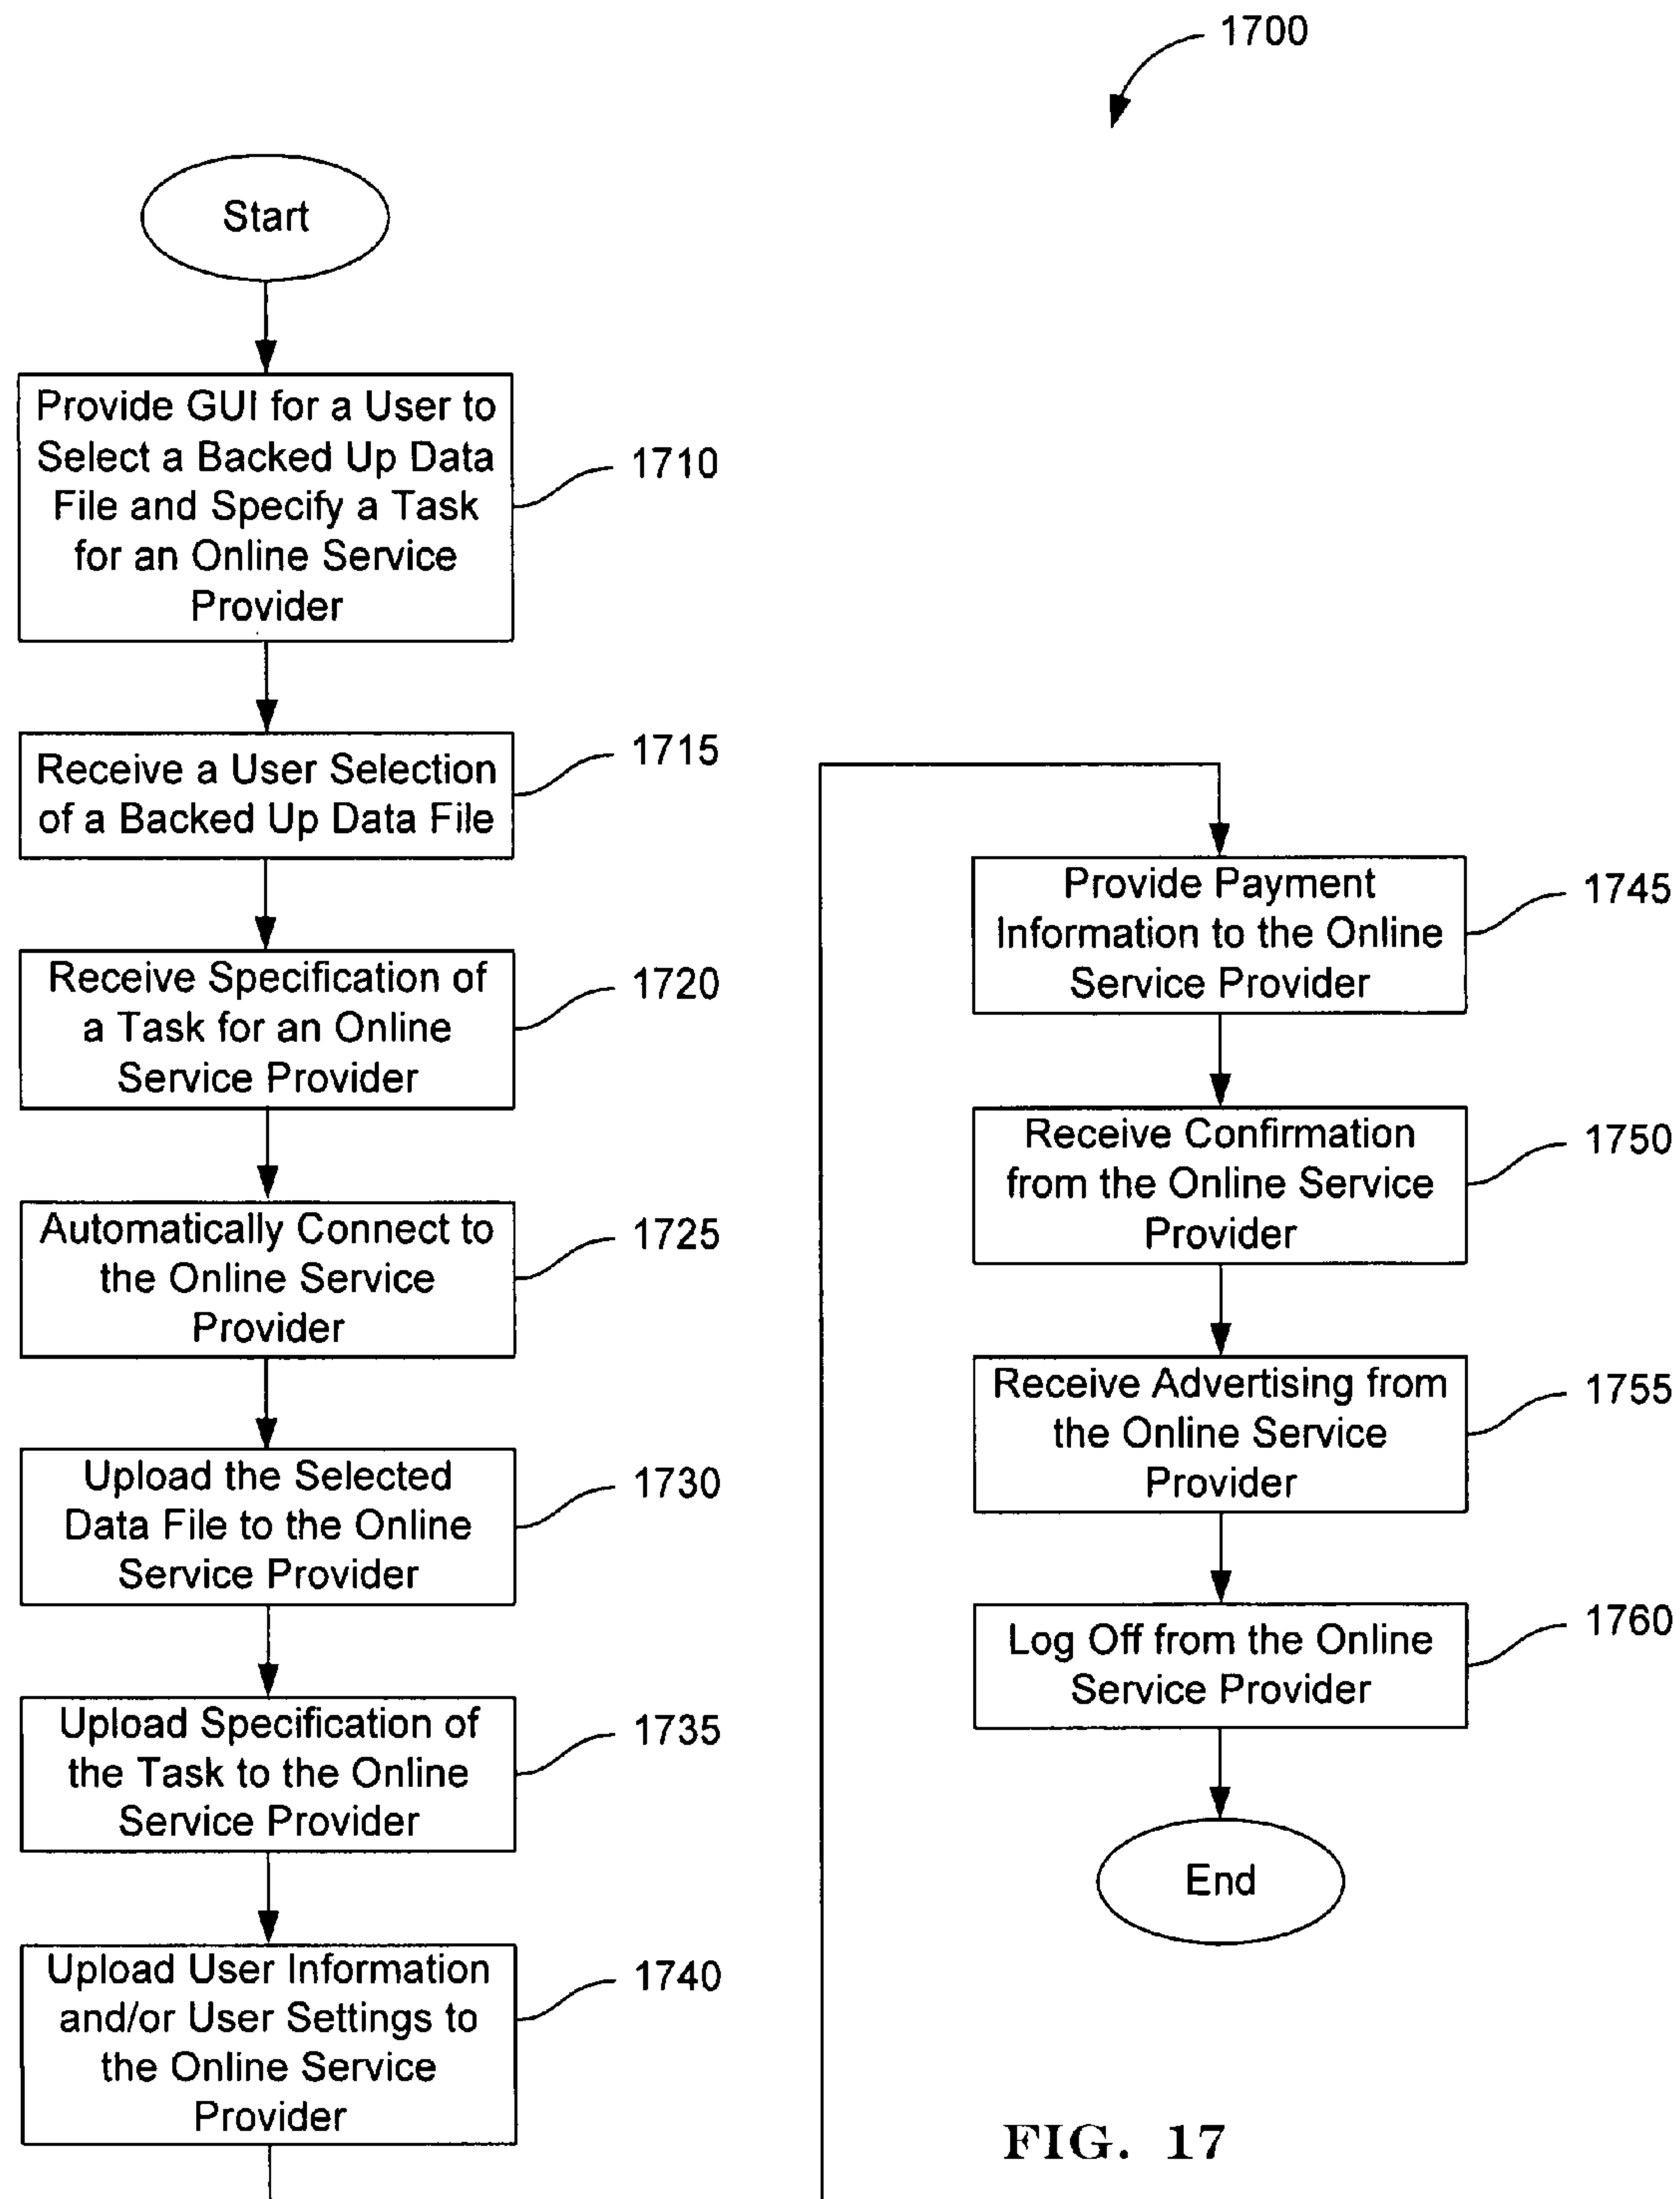 1700
Start
Provide GUI for a User to
Select a Backed Up Data
File and Specify a Task
for an Online Service
Provider
1710
Receive a User Selection
of a Backed Up Data File
1715
Receive Specification of
a Task for an Online
Service Provider
1720
Automatically Connect to
the Online Service
Provider
1725
Upload the Selected
Data File to the Online
Service Provider
1730
Upload Specification of
the Task to the Online
Service Provider
1735
Upload User Information
and/or User Settings to
the Online Service
Provider
1740
Provide Payment
Information to the Online
Service Provider
1745
Receive Confirmation
from the Online Service
Provider
1750
Receive Advertising from
the Online Service
Provider
1755
Log Off from the Online
Service Provider
1760
End
FIG. 17